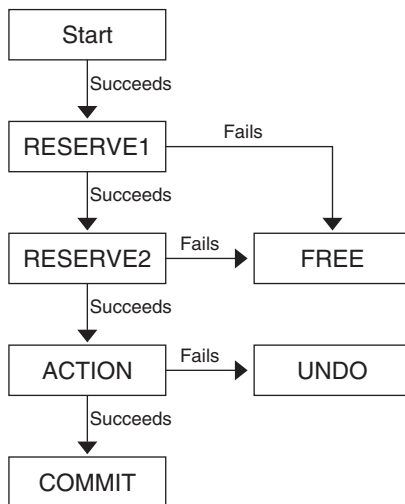 Start
Succeeds
RESERVE1
Fails
Succeeds
RESERVE2
Fails
FREE
Succeeds
ACTION
Fails
UNDO
Succeeds
COMMIT